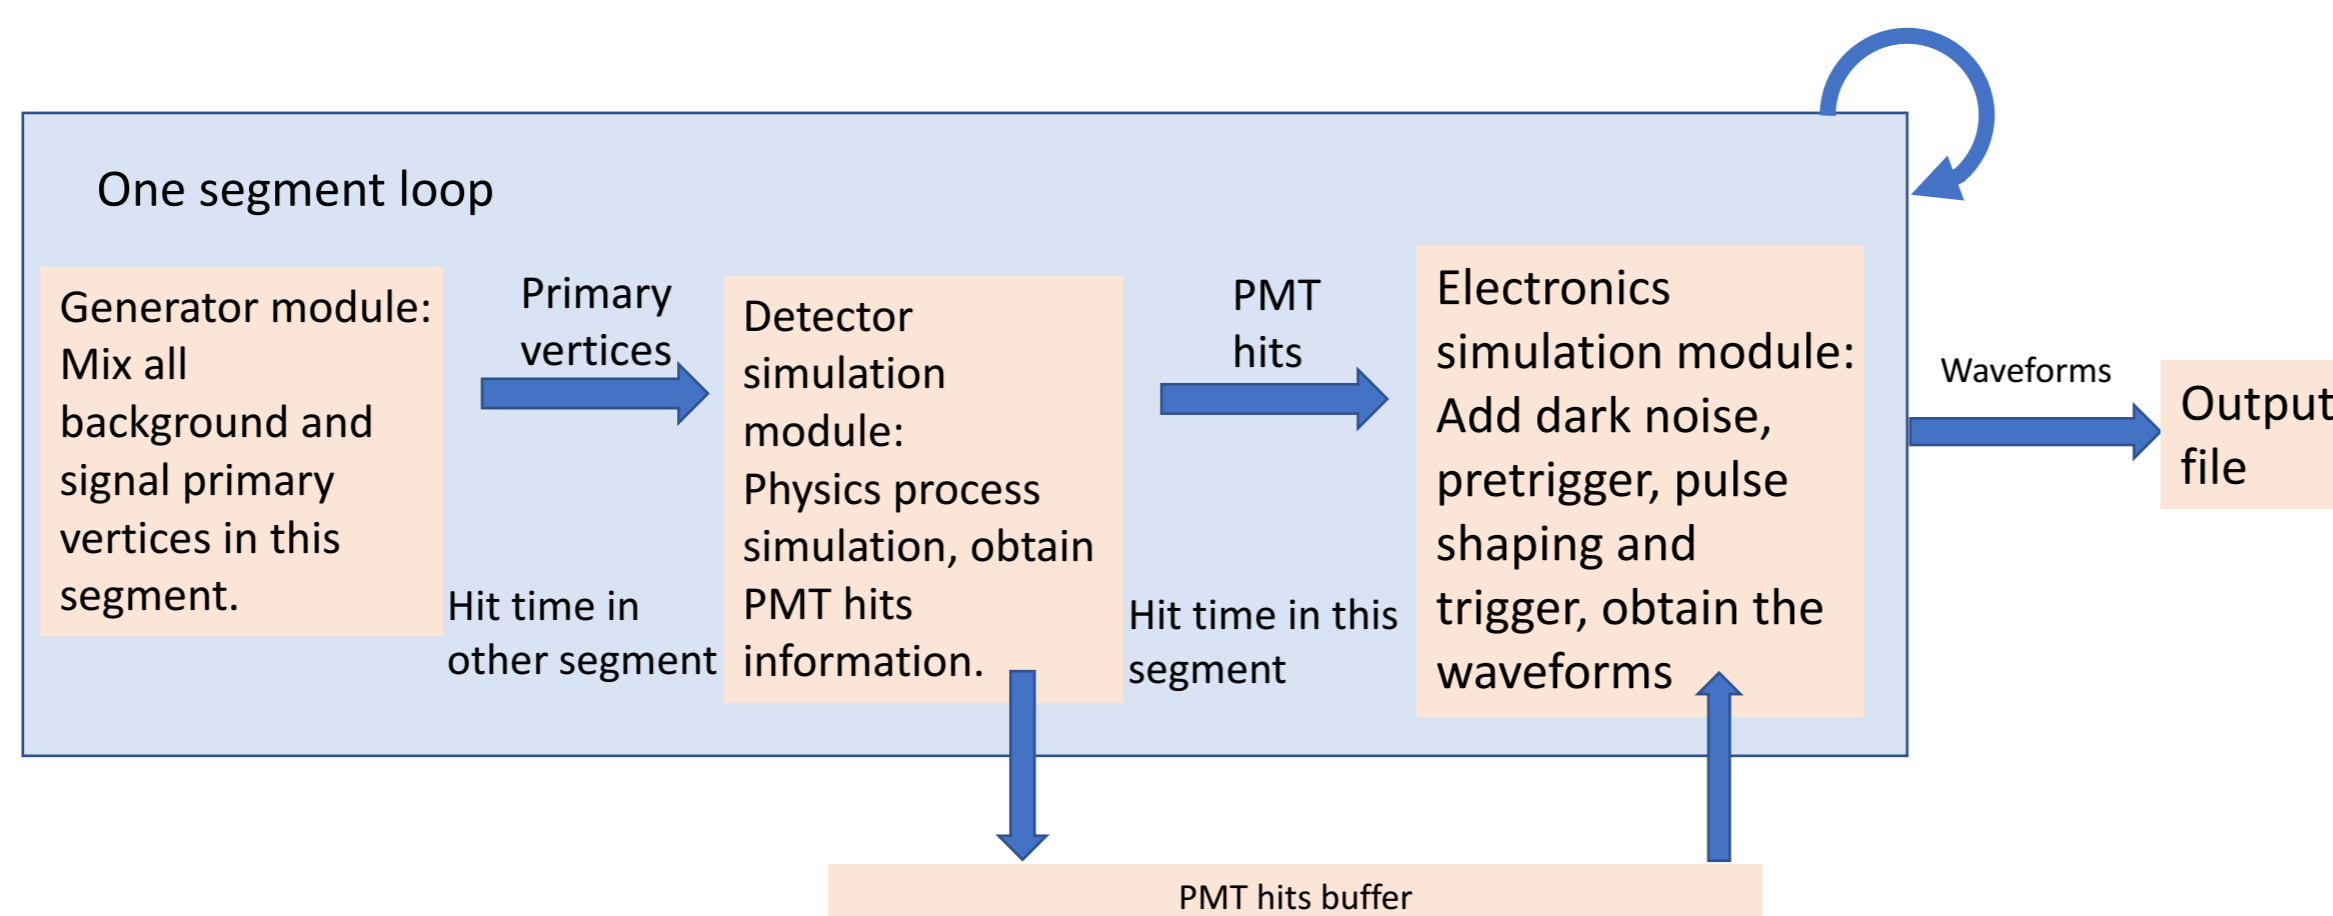 One segment loop
Generator module:
Mix all
background and
signal primary
vertices in this
segment.
Primary
vertices
Hit time in
other segment
Detector
simulation
module:
Physics process
simulation, obtain
PMT hits
information.
PMT
hits
Hit time in this
segment
Electronics
simulation module:
Add dark noise,
pretrigger, pulse
shaping and
trigger, obtain the
waveforms
Waveforms
Output
file
PMT hits buffer